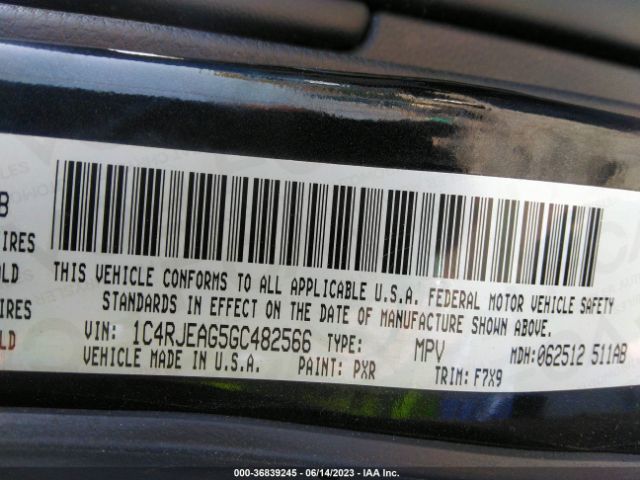 B
IRES
OLD
IRES
OLD
THIS VEHICLE CONFORMS TO ALL APPLICABLE U.S.A. FEDERAL MOTOR VEHICLE SAFETY
STANDARDS IN EFFECT ON THE DATE OF MANUFACTURE SHOWN ABOVE.
VIN: 1C4RJEAG5GC482566 TYPE: MPV MDH:062512 511AB
VEHICLE MADE IN U.S.A. PAINT: PXR TRIM: F7X9
000-36839245 - 06/14/2023 - IAA Inc.